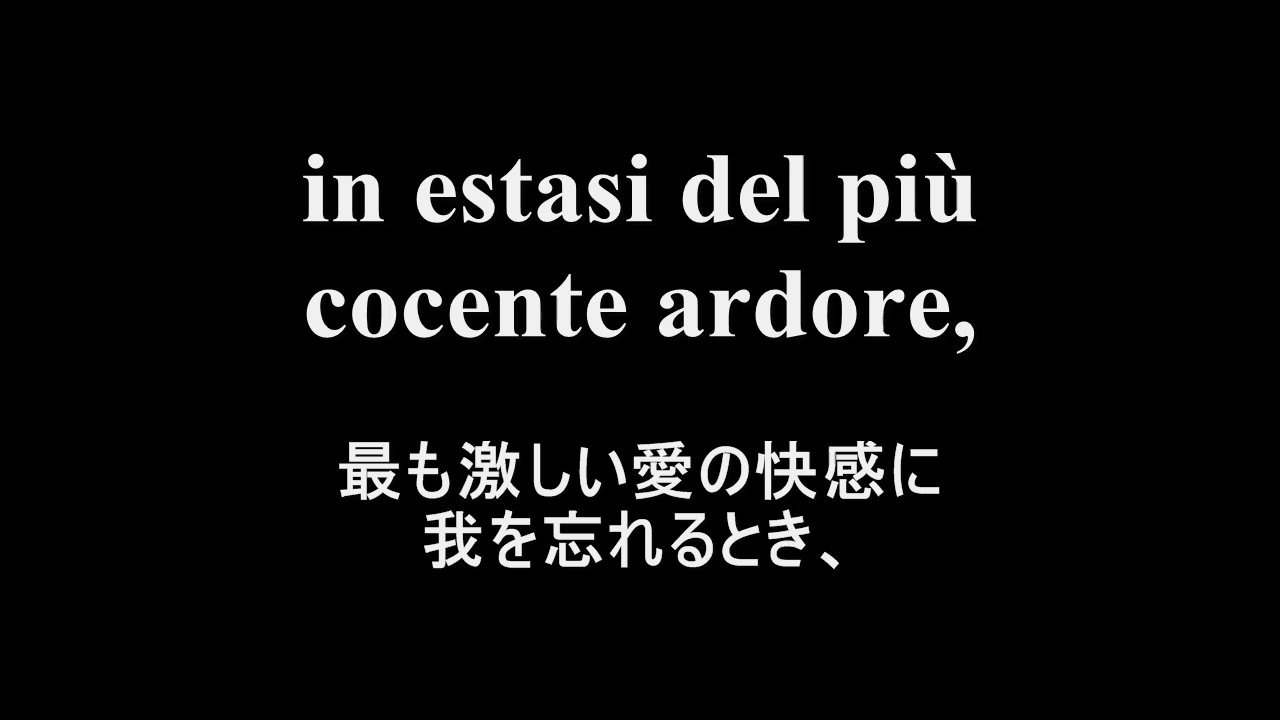 in estasi del più
cocente ardore,
最も激しい愛の快感に
我を忘れるとき、